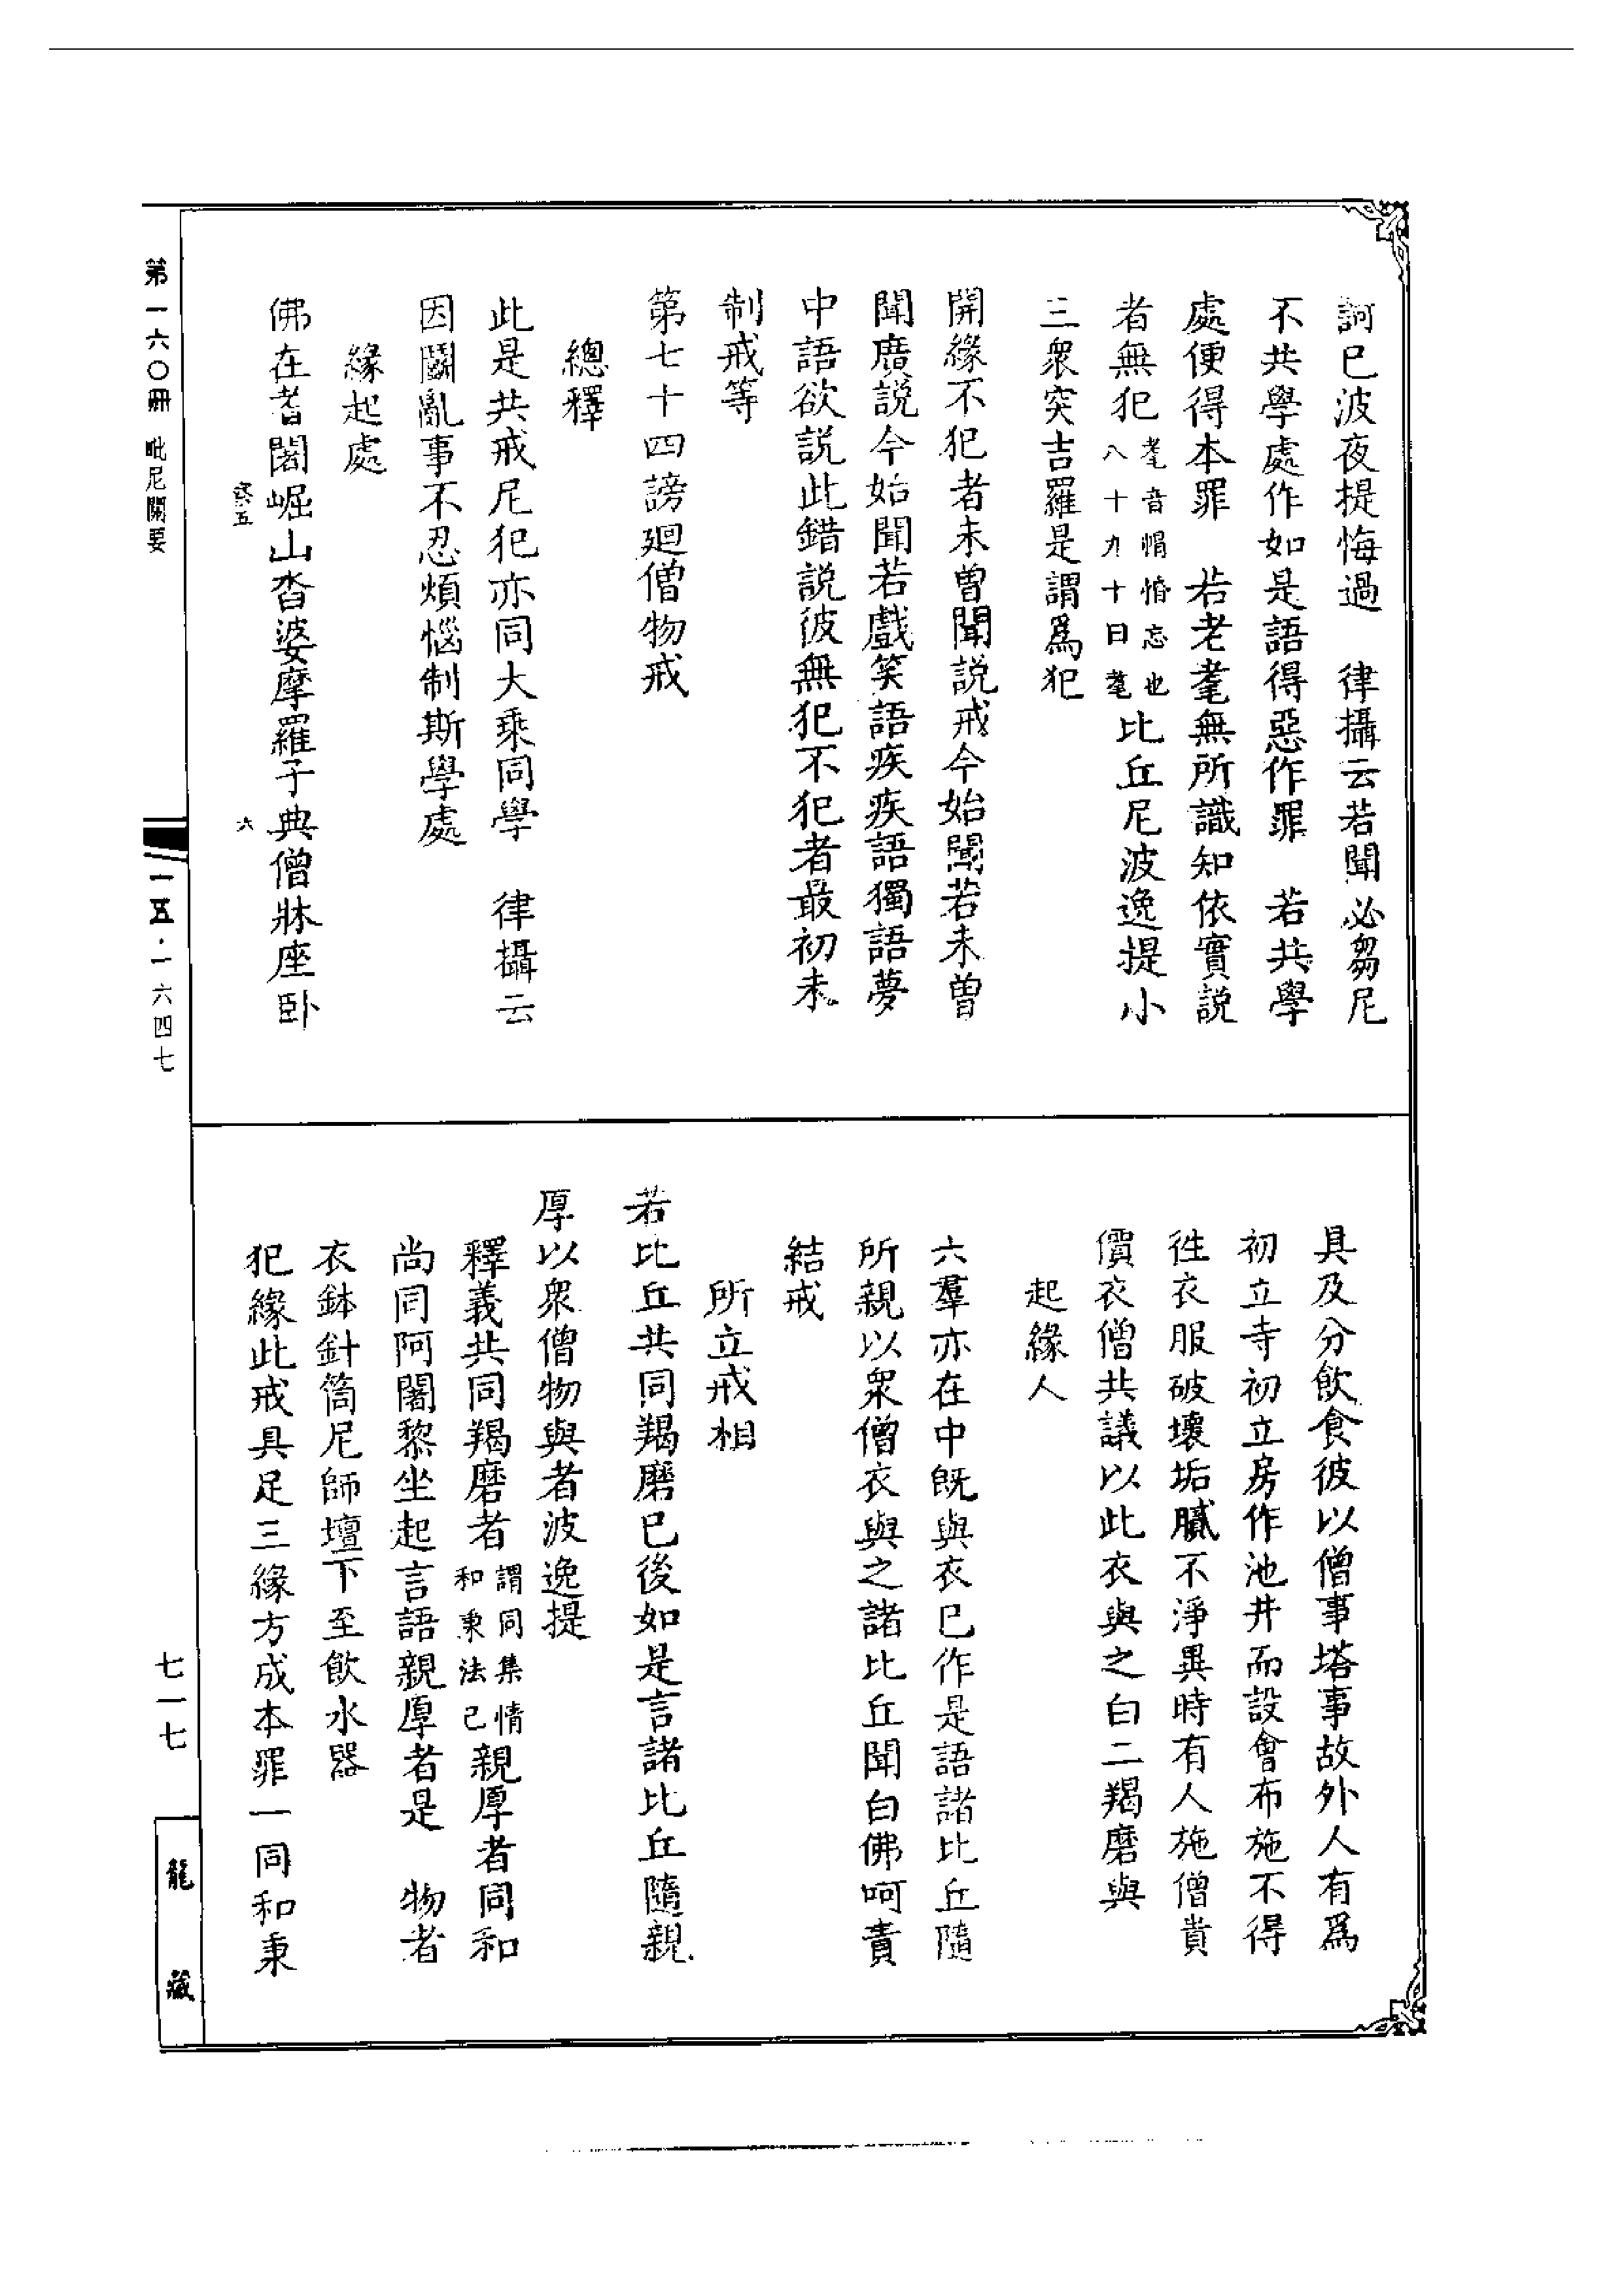 訶已波夜提悔過　律攝云若聞必芻尼
不共學處作如是語得惡作罪　若共學
處便得本罪　若老耄無所識知依實説
者無犯耄音帽惛忘也八十九十曰耄比丘尼波逸提小
三衆突吉羅是謂爲犯
開緣不犯者未曾聞説戒今始聞若未曾
聞廣説今始聞若戲笑語疾疾語獨語夢
中語欲説此錯説彼無犯不犯者最初未
制戒等
第七十四謗廻僧物戒
總釋
此是共戒尼犯亦同大乘同學　律攝云
因鬬亂事不忍煩惱制斯學處
緣起處
佛在耆闍崛山沓婆摩羅子典僧牀座卧
具及分飲食彼以僧事塔事故外人有爲
初立寺初立房作池井而設會布施不得
往衣服破壞垢膩不淨異時有人施僧貴
價衣僧共議以此衣與之白二羯磨與
起緣人
六羣亦在中旣與衣已作是語諸比丘隨
所親以衆僧衣與之諸比丘聞白佛呵責
結戒
所立戒相
若比丘共同羯磨已後如是言諸比丘隨親
厚以衆僧物與者波逸提
釋義共同羯磨者謂同集情和秉法已親厚者同和
尚同阿闍黎坐起言語親厚者是　物者
衣鉢針筒尼師壇下至飲水器
犯緣此戒具足三緣方成本罪一同和秉
第一六〇冊　毗尼關要
五
六
一五·一六四七
七一七
龍藏